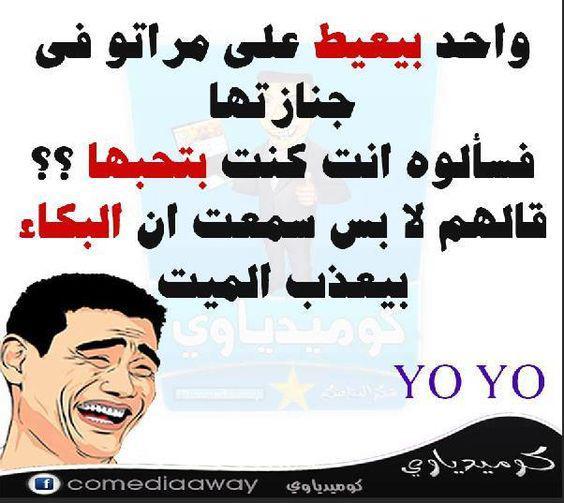 واحد بيعيط على مراتو فى
جنازتها
فسألوه انت كنت بتحبها ؟؟
قالهم لا بس سمعت ان البكاء
بيعذب الميت
كوميدياوي
YO YO
كوميدياوي
comediaaway كوميدياوي